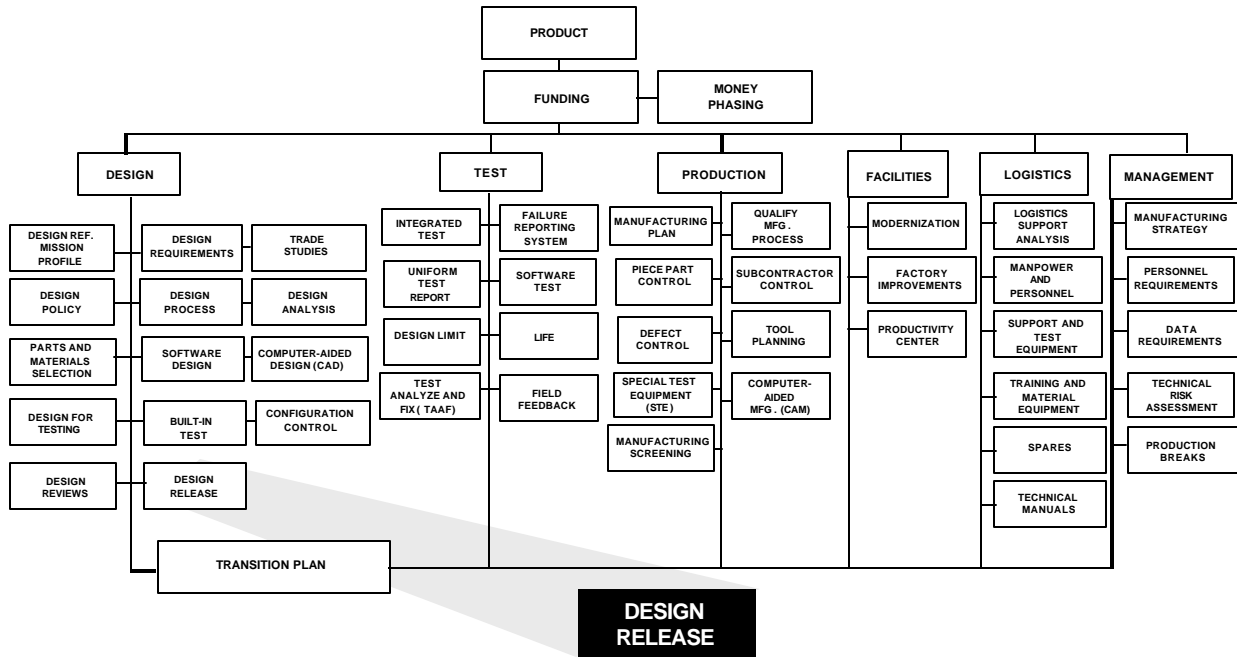 PRODUCT
FUNDING
MONEY
PHASING
DESIGN
TEST
PRODUCTION
FACILITIES
LOGISTICS
MANAGEMENT
DESIGN REF.
MISSION
PROFILE
DESIGN
REQUIREMENTS
TRADE
STUDIES
DESIGN
POLICY
DESIGN
PROCESS
DESIGN
ANALYSIS
PARTS AND
MATERIALS
SELECTION
SOFTWARE
DESIGN
COMPUTER-AIDED
DESIGN (CAD)
DESIGN FOR
TESTING
BUILT-IN
TEST
CONFIGURATION
CONTROL
DESIGN
REVIEWS
DESIGN
RELEASE
INTEGRATED
TEST
FAILURE
REPORTING
SYSTEM
UNIFORM
TEST
REPORT
SOFTWARE
TEST
DESIGN LIMIT
LIFE
TEST
ANALYZE AND
FIX ( TAAF)
FIELD
FEEDBACK
MANUFACTURING
PLAN
QUALIFY
MFG .
PROCESS
PIECE PART
CONTROL
SUBCONTRACTOR
CONTROL
DEFECT
CONTROL
TOOL
PLANNING
SPECIAL TEST
EQUIPMENT
(STE)
COMPUTER-
AIDED
MFG . (CAM)
MANUFACTURING
SCREENING
MODERNIZATION
FACTORY
IMPROVEMENTS
PRODUCTIVITY
CENTER
LOGISTICS
SUPPORT
ANALYSIS
MANPOWER
AND
PERSONNEL
SUPPORT AND
TEST
EQUIPMENT
TRAINING AND
MATERIAL
EQUIPMENT
SPARES
TECHNICAL
MANUALS
MANUFACTURING
STRATEGY
PERSONNEL
REQUIREMENTS
DATA
REQUIREMENTS
TECHNICAL
RISK
ASSESSMENT
PRODUCTION
BREAKS
TRANSITION PLAN
DESIGN
RELEASE